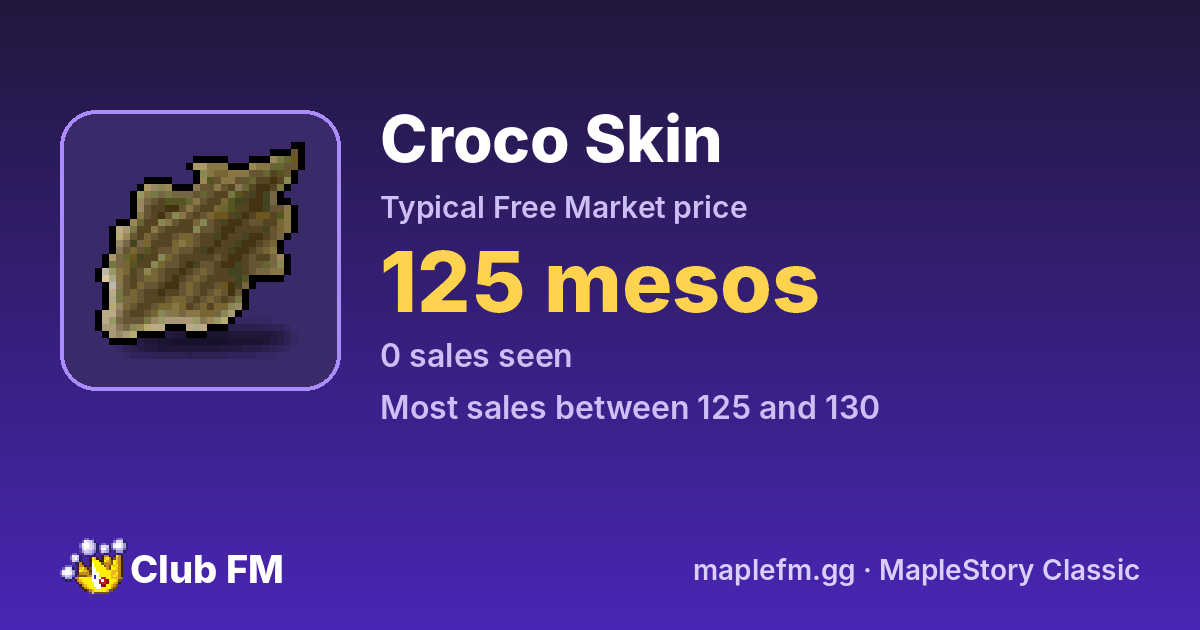 Croco Skin
Typical Free Market price
125 mesos
0 sales seen
Most sales between 125 and 130
Club FM
maplefm.gg · MapleStory Classic